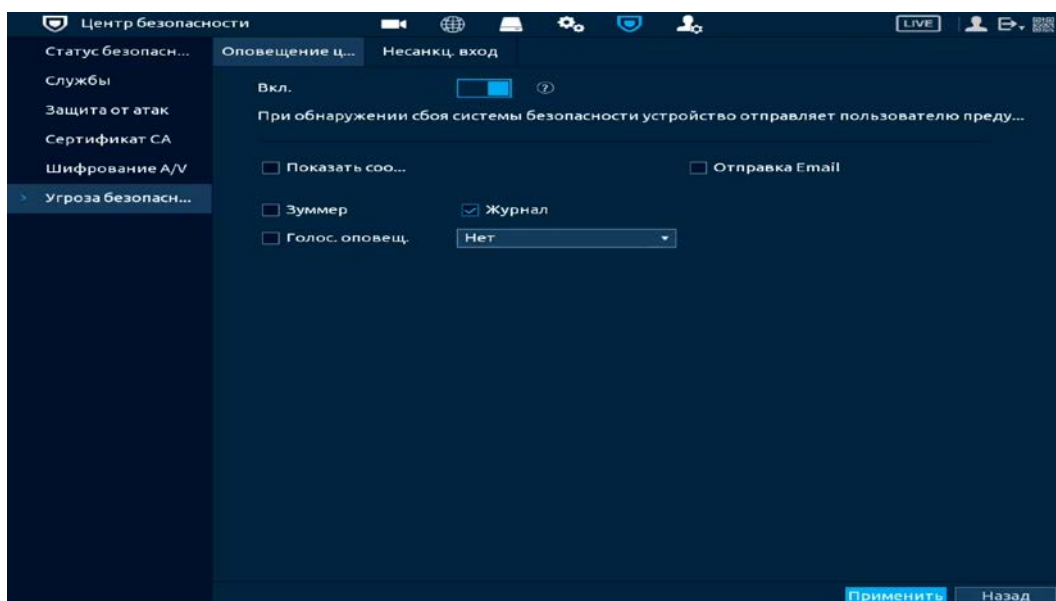 Центр безопасности
LIVE
Статус безопасн...
Службы
Защита от атак
Сертификат CA
Шифрование A/V
Угроза безопасн...
Оповещение ц...
Несанкц. вход
Вкл.
При обнаружении сбоя системы безопасности устройство отправляет пользователю преду...
Показать соо...
Отправка Email
Зуммер
Журнал
Голос. оповещ.
Нет
Применить
Назад